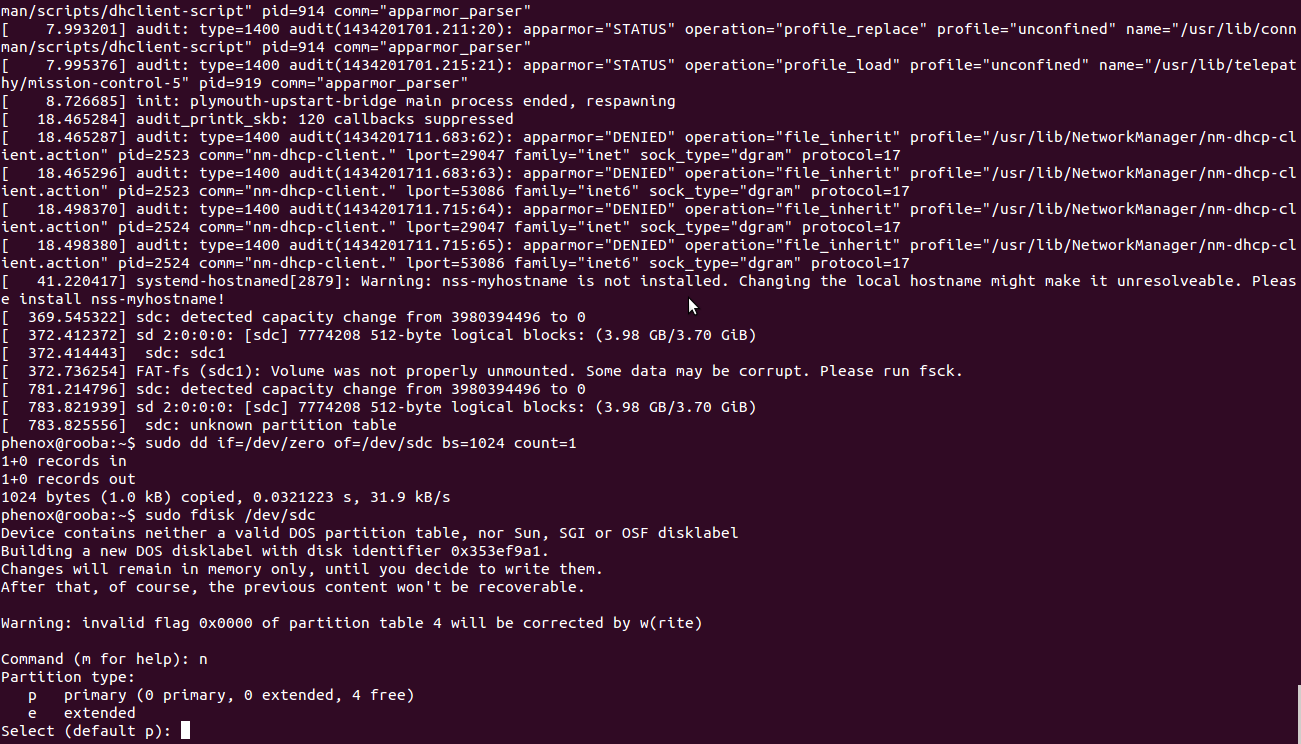 man/scripts/dhclient-script" pid=914 comm="apparmor_parser"
[    7.993201] audit: type=1400 audit(1434201701.211:20): apparmor="STATUS" operation="profile_replace" profile="unconfined" name="/usr/lib/conn
man/scripts/dhclient-script" pid=914 comm="apparmor_parser"
[    7.995376] audit: type=1400 audit(1434201701.215:21): apparmor="STATUS" operation="profile_load" profile="unconfined" name="/usr/lib/telepat
hy/mission-control-5" pid=919 comm="apparmor_parser"
[    8.726685] init: plymouth-upstart-bridge main process ended, respawning
[   18.465284] audit_printk_skb: 120 callbacks suppressed
[   18.465287] audit: type=1400 audit(1434201711.683:62): apparmor="DENIED" operation="file_inherit" profile="/usr/lib/NetworkManager/nm-dhcp-cl
ient.action" pid=2523 comm="nm-dhcp-client." lport=29047 family="inet" sock_type="dgram" protocol=17
[   18.465296] audit: type=1400 audit(1434201711.683:63): apparmor="DENIED" operation="file_inherit" profile="/usr/lib/NetworkManager/nm-dhcp-cl
ient.action" pid=2523 comm="nm-dhcp-client." lport=53086 family="inet6" sock_type="dgram" protocol=17
[   18.498370] audit: type=1400 audit(1434201711.715:64): apparmor="DENIED" operation="file_inherit" profile="/usr/lib/NetworkManager/nm-dhcp-cl
ient.action" pid=2524 comm="nm-dhcp-client." lport=29047 family="inet" sock_type="dgram" protocol=17
[   18.498380] audit: type=1400 audit(1434201711.715:65): apparmor="DENIED" operation="file_inherit" profile="/usr/lib/NetworkManager/nm-dhcp-cl
ient.action" pid=2524 comm="nm-dhcp-client." lport=53086 family="inet6" sock_type="dgram" protocol=17
[   41.220417] systemd-hostnamed[2879]: Warning: nss-myhostname is not installed. Changing the local hostname might make it unresolveable. Pleas
e install nss-myhostname!
[  369.545322] sdc: detected capacity change from 3980394496 to 0
[  372.412372] sd 2:0:0:0: [sdc] 7774208 512-byte logical blocks: (3.98 GB/3.70 GiB)
[  372.414443]  sdc: sdc1
[  372.736254] FAT-fs (sdc1): Volume was not properly unmounted. Some data may be corrupt. Please run fsck.
[  781.214796] sdc: detected capacity change from 3980394496 to 0
[  783.821939] sd 2:0:0:0: [sdc] 7774208 512-byte logical blocks: (3.98 GB/3.70 GiB)
[  783.825556]  sdc: unknown partition table
phenox@rooba:~$ sudo dd if=/dev/zero of=/dev/sdc bs=1024 count=1
1+0 records in
1+0 records out
1024 bytes (1.0 kB) copied, 0.0321223 s, 31.9 kB/s
phenox@rooba:~$ sudo fdisk /dev/sdc
Device contains neither a valid DOS partition table, nor Sun, SGI or OSF disklabel
Building a new DOS disklabel with disk identifier 0x353ef9a1.
Changes will remain in memory only, until you decide to write them.
After that, of course, the previous content won't be recoverable.

Warning: invalid flag 0x0000 of partition table 4 will be corrected by w(rite)

Command (m for help): n
Partition type:
   p   primary (0 primary, 0 extended, 4 free)
   e   extended
Select (default p):